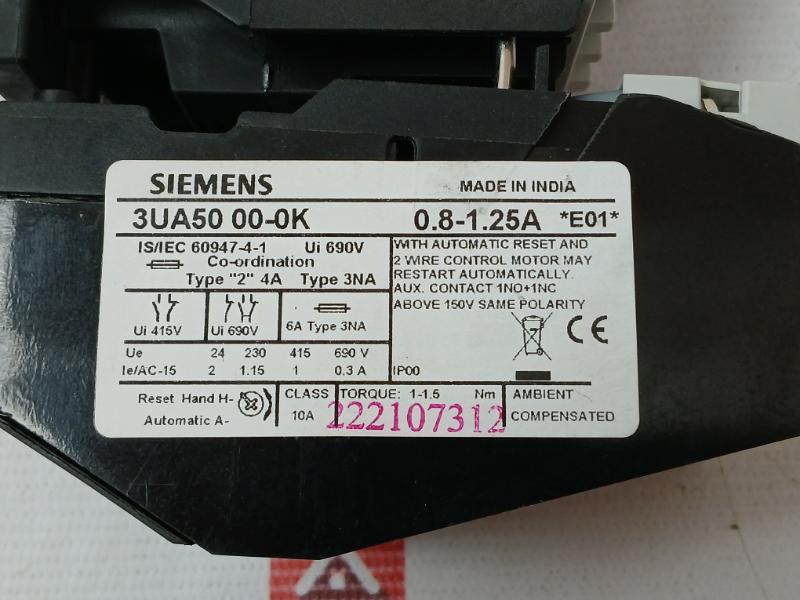 SIEMENS MADE IN INDIA
3UA50 00-0K 0.8-1.25A *E01*
IS/IEC 60947-4-1 Ui 690V
Co-ordination
Type "2" 4A Type 3NA
WITH AUTOMATIC RESET AND
2 WIRE CONTROL MOTOR MAY
RESTART AUTOMATICALLY.
AUX. CONTACT 1NO+1NC
ABOVE 150V SAME POLARITY
Ui 415V Ui 690V 6A Type 3NA
CE
Ue 24 230 415 690 V
Ie/AC-15 2 1.15 1 0.3 A IP00
Reset Hand H-
Automatic A-
CLASS
10A
TORQUE: 1-1.5 Nm
222107312
AMBIENT
COMPENSATED